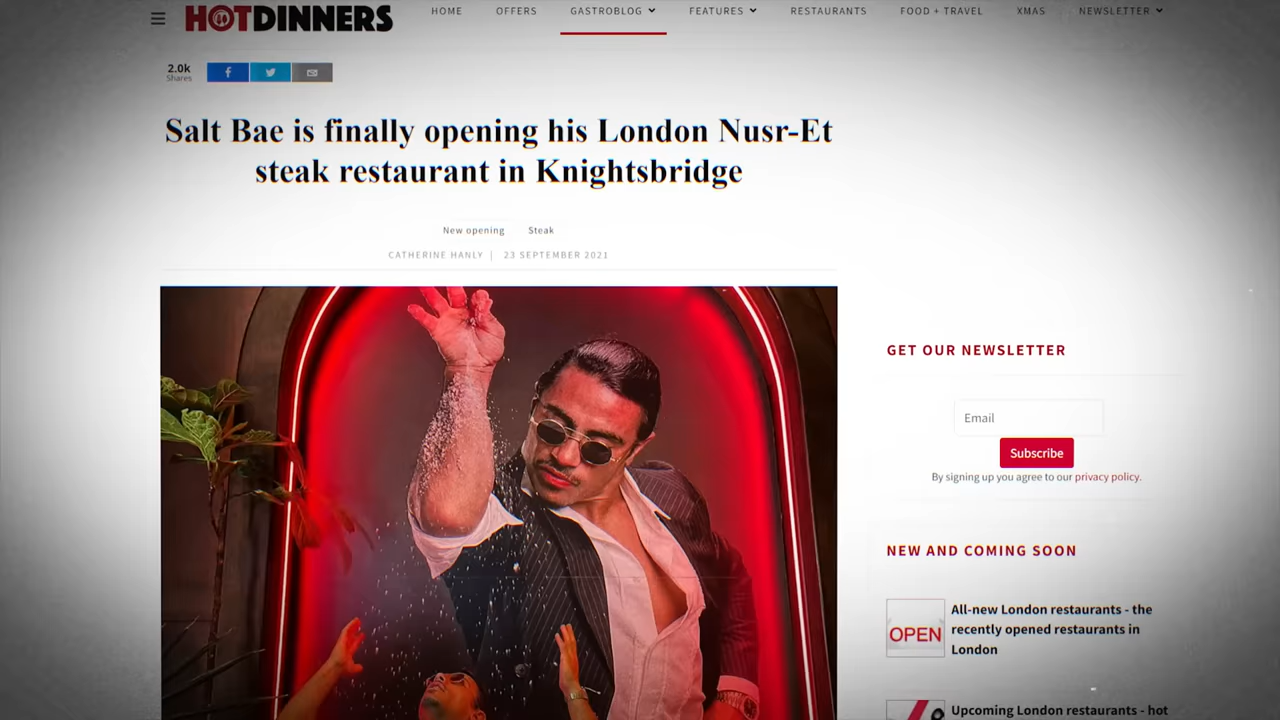 HOTDINNERS
HOME OFFERS GASTROBLOG FEATURES RESTAURANTS FOOD + TRAVEL XMAS NEWSLETTER
2.0k
Shares
Salt Bae is finally opening his London Nusr-Et
steak restaurant in Knightsbridge
New opening Steak
CATHERINE HANLY | 23 SEPTEMBER 2021
GET OUR NEWSLETTER
Email
Subscribe
By signing up you agree to our privacy policy.
NEW AND COMING SOON
OPEN
All-new London restaurants - the
recently opened restaurants in
London
Upcoming London restaurants - hot